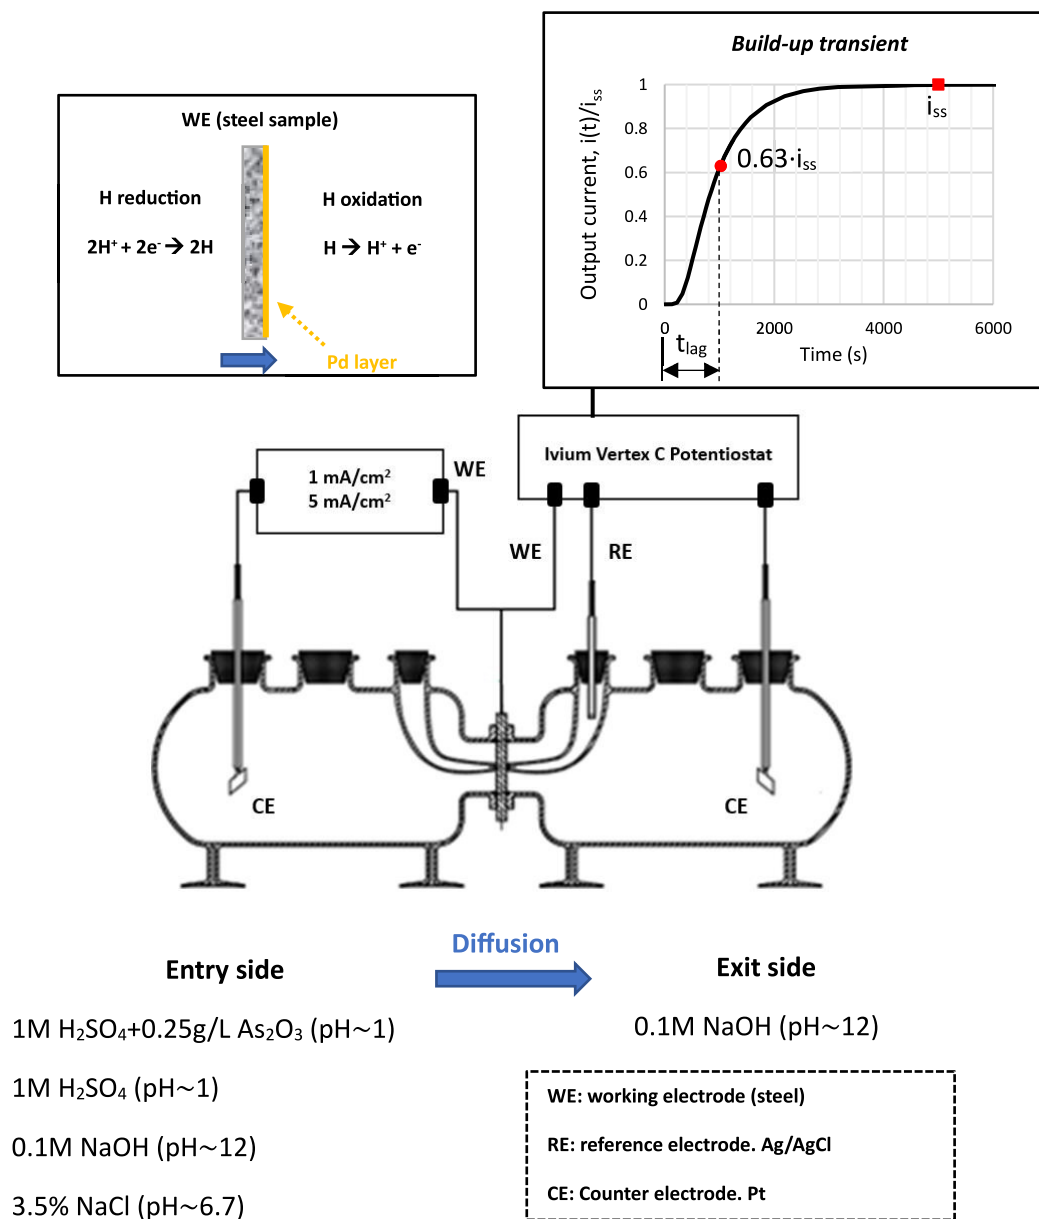 WE (steel sample)
H reduction
H oxidation
2H⁺ + 2e⁻ ➔ 2H
H ➔ H⁺ + e⁻
Pd layer
Build-up transient
Output current, i(t)/iₛₛ
1
0.8
0.6
0.4
0.2
0
iₛₛ
0.63·iₛₛ
0 2000 4000 6000
tlag
Time (s)
1 mA/cm²
5 mA/cm²
WE
Ivium Vertex C Potentiostat
WE
RE
CE
CE
Diffusion
Entry side
Exit side
1M H₂SO₄+0.25g/L As₂O₃ (pH~1)
1M H₂SO₄ (pH~1)
0.1M NaOH (pH~12)
3.5% NaCl (pH~6.7)
0.1M NaOH (pH~12)
WE: working electrode (steel)
RE: reference electrode. Ag/AgCl
CE: Counter electrode. Pt